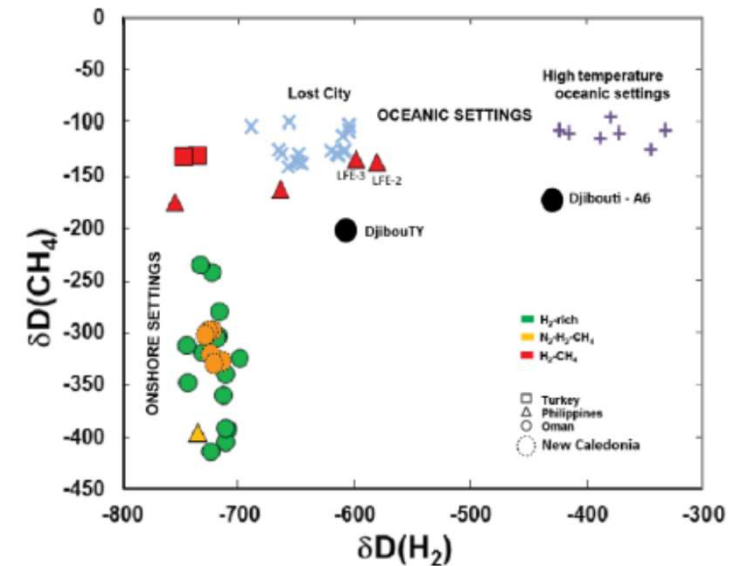 0
-50
-100
-150
-200
-250
-300
-350
-400
-450
-800
-700
-600
-500
-400
-300
δD(CH₄)
δD(H₂)
Lost City
High temperature
oceanic settings
OCEANIC SETTINGS
LFE-3
LFE-2
DjibouTY
Djibouti - A6
ONSHORE SETTINGS
H₂-rich
N₂-H₂-CH₄
H₂-CH₄
Turkey
Philippines
Oman
New Caledonia